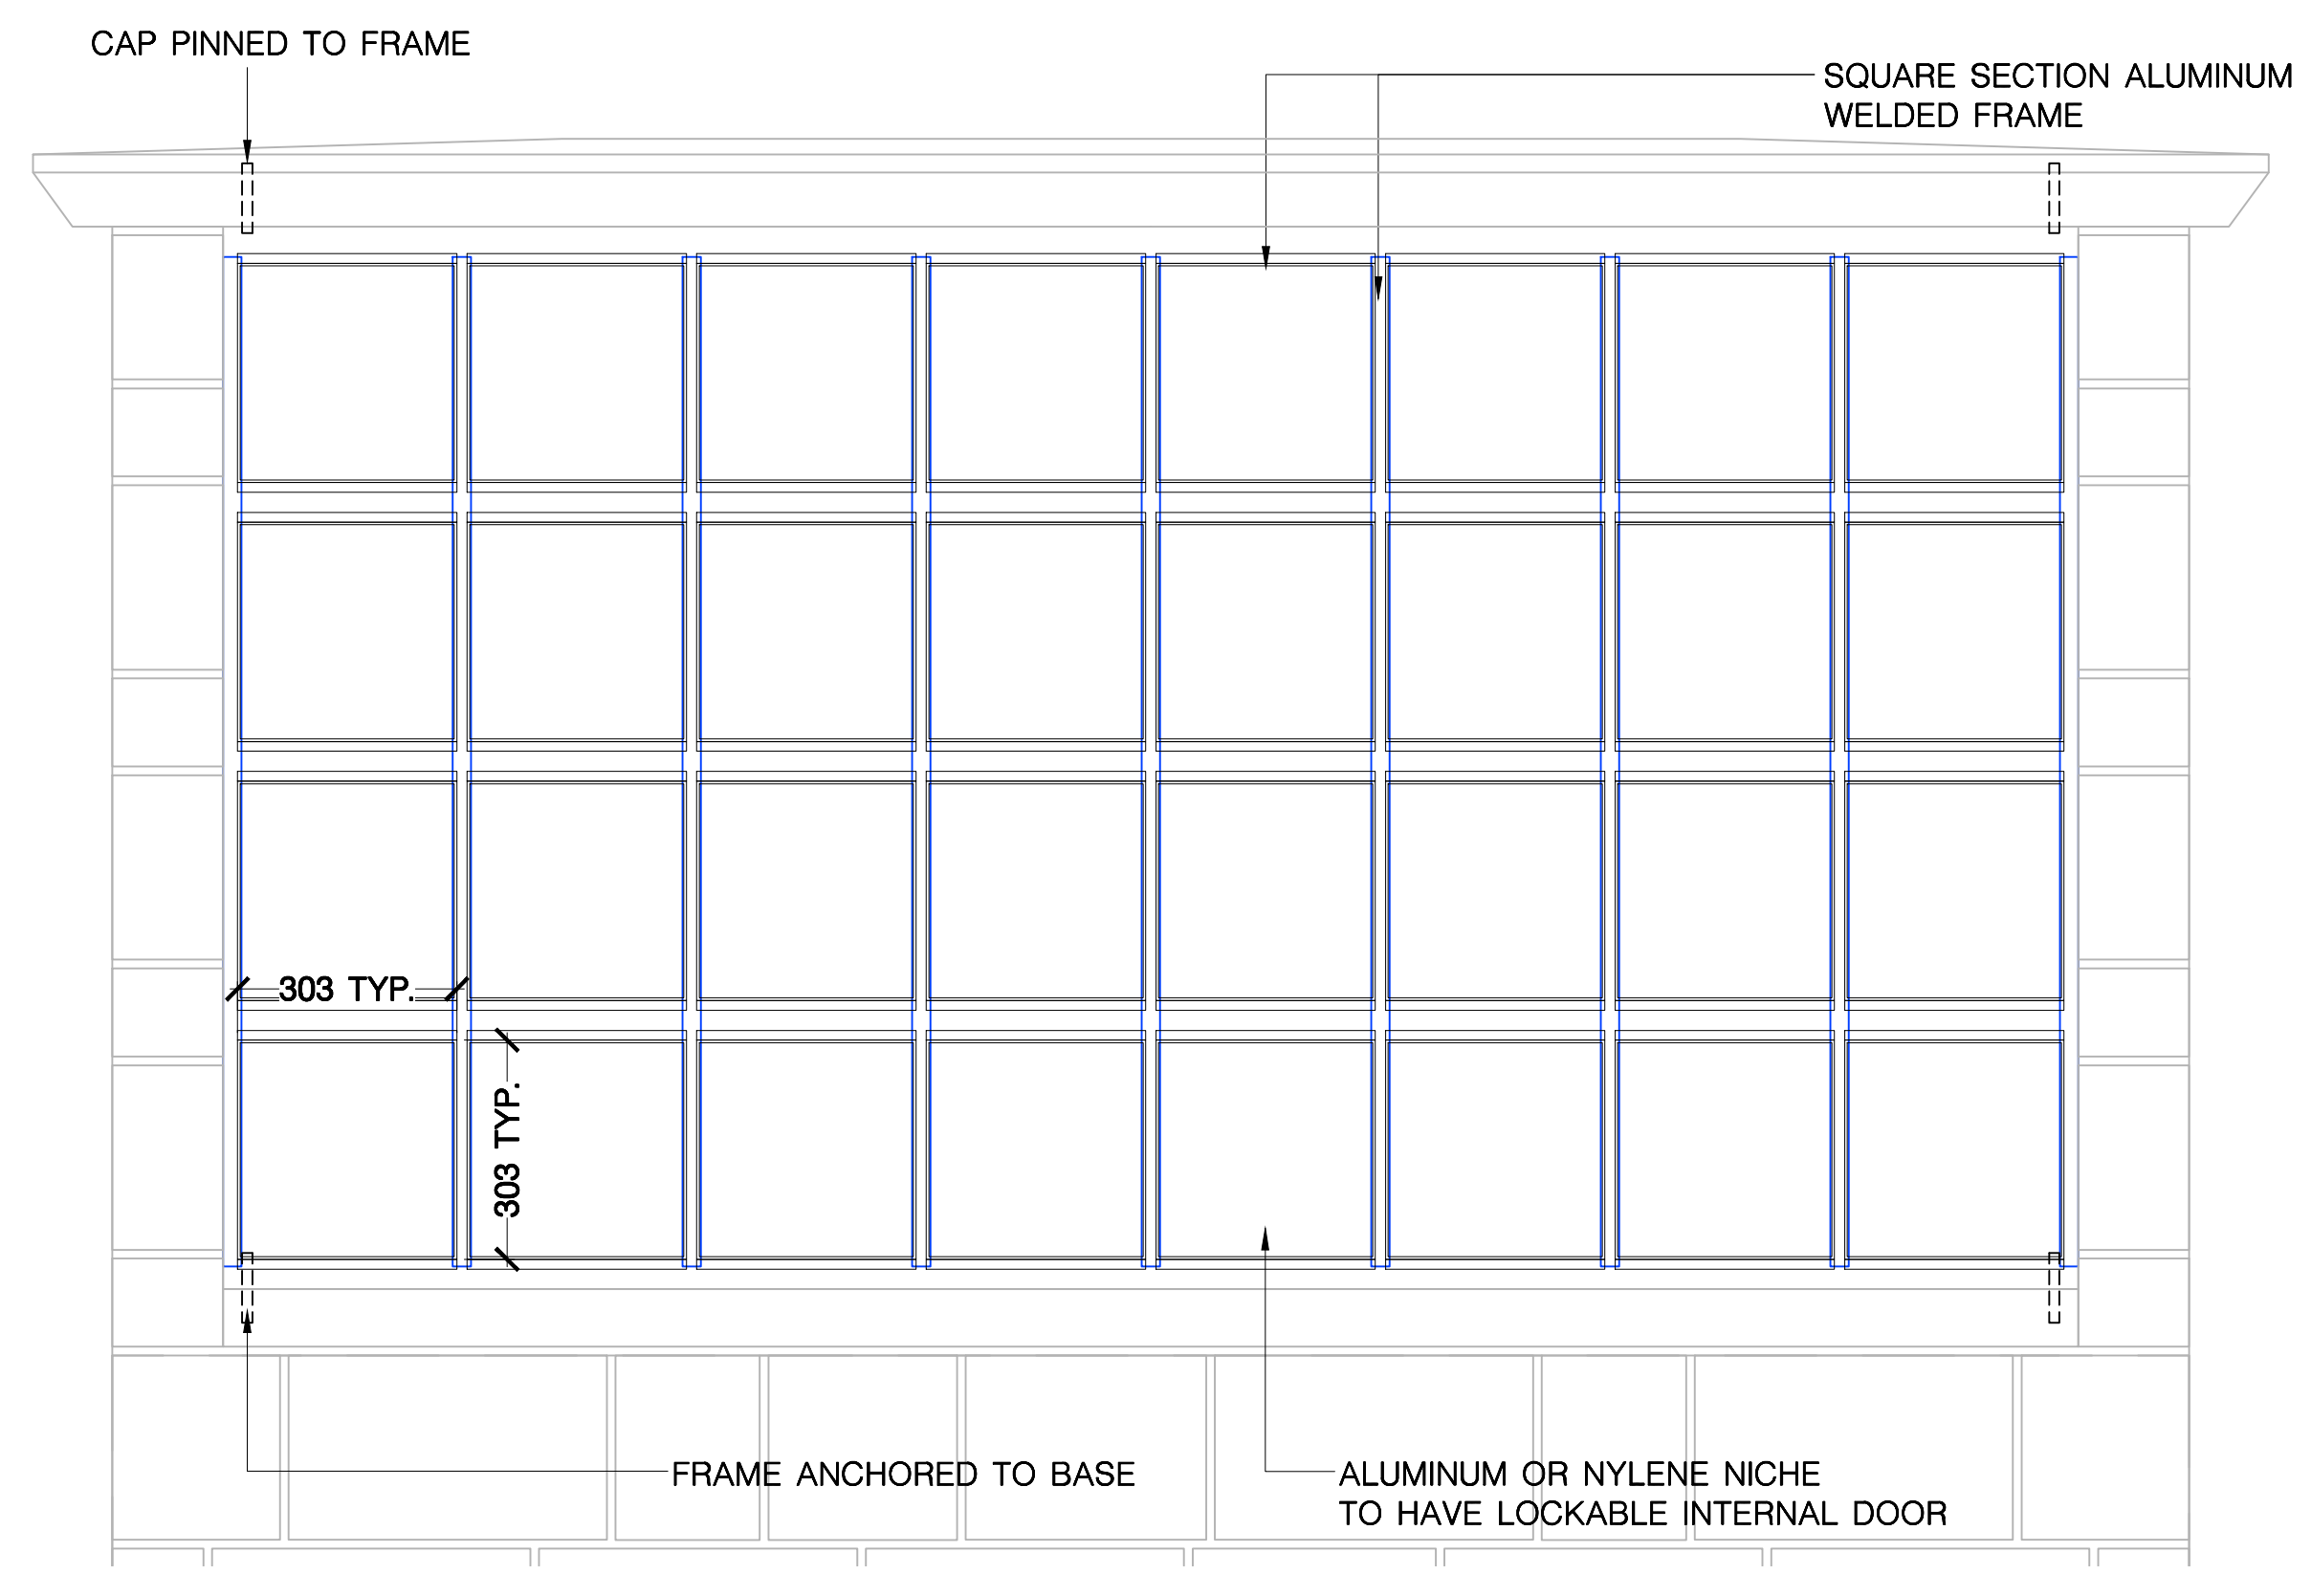 CAP PINNED TO FRAME
SQUARE SECTION ALUMINUM
WELDED FRAME
303 TYP.
303 TYP.
FRAME ANCHORED TO BASE
ALUMINUM OR NYLENE NICHE
TO HAVE LOCKABLE INTERNAL DOOR